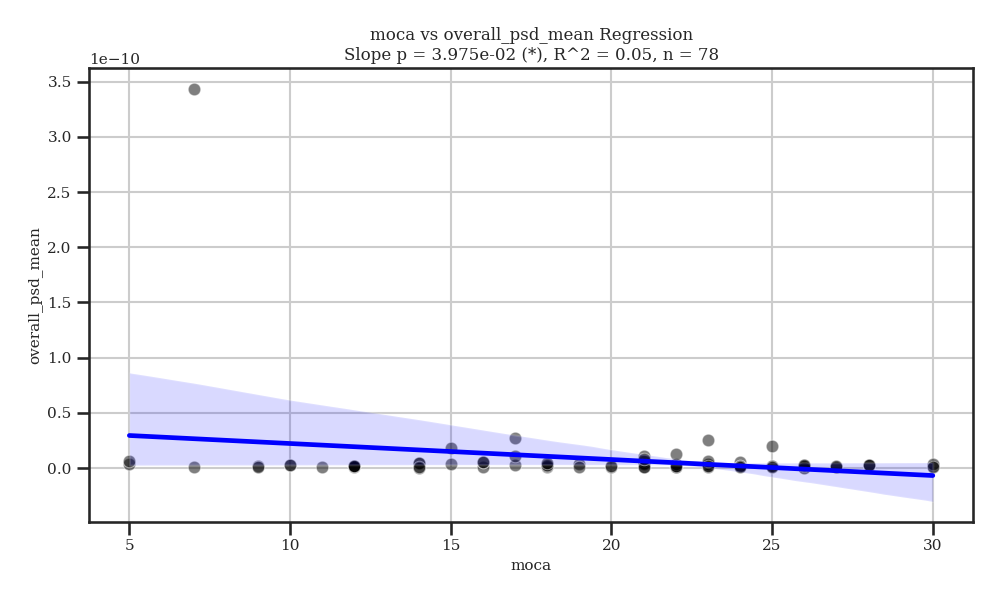 moca vs overall_psd_mean Regression
Slope p = 3.975e-02 (*), R^2 = 0.05, n = 78
1e−10
3.5
3.0
2.5
2.0
1.5
1.0
0.5
0.0
overall_psd_mean
5 10 15 20 25 30
moca